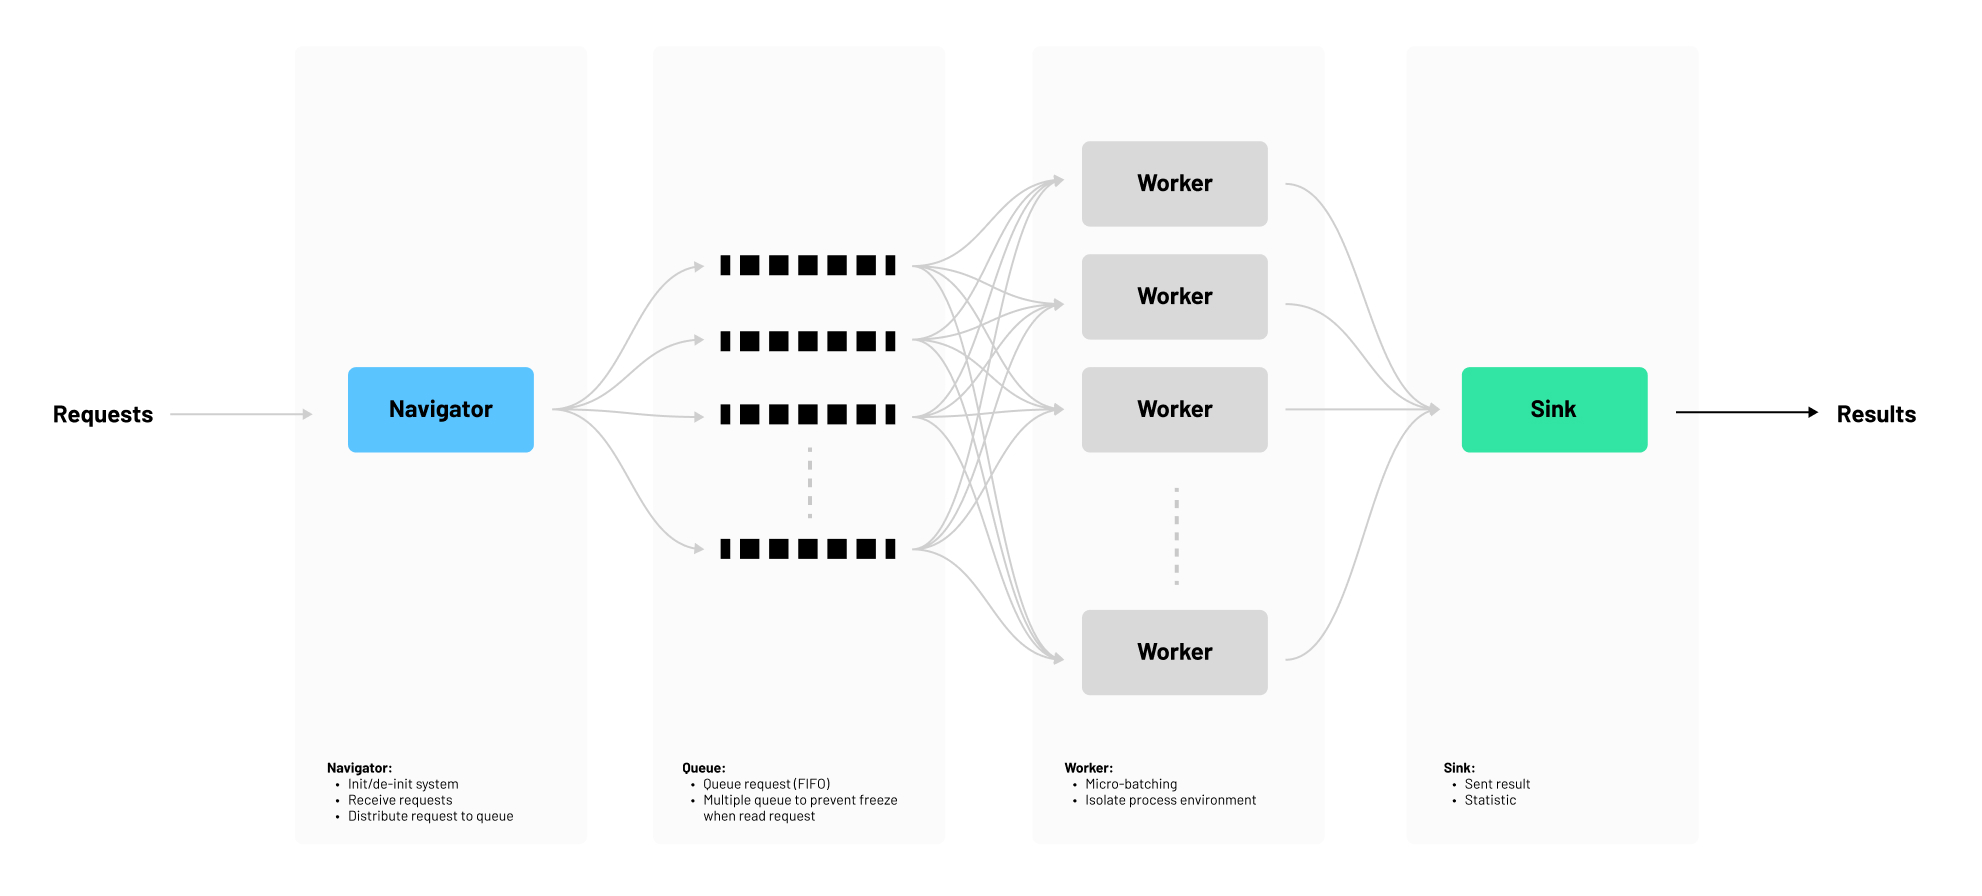 Requests
Navigator
Worker
Worker
Worker
Worker
Sink
Results
Navigator:
• Init/de-init system
• Receive requests
• Distribute request to queue
Queue:
• Queue request (FIFO)
• Multiple queue to prevent freeze
when read request
Worker:
• Micro-batching
• Isolate process environment
Sink:
• Sent result
• Statistic